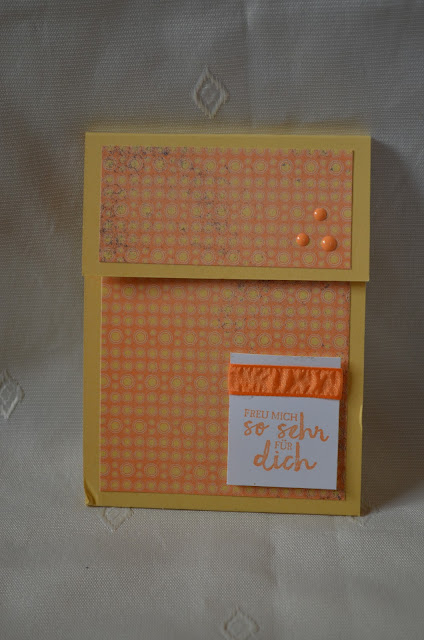 FREU MICH
so sehr
FÜR
dich